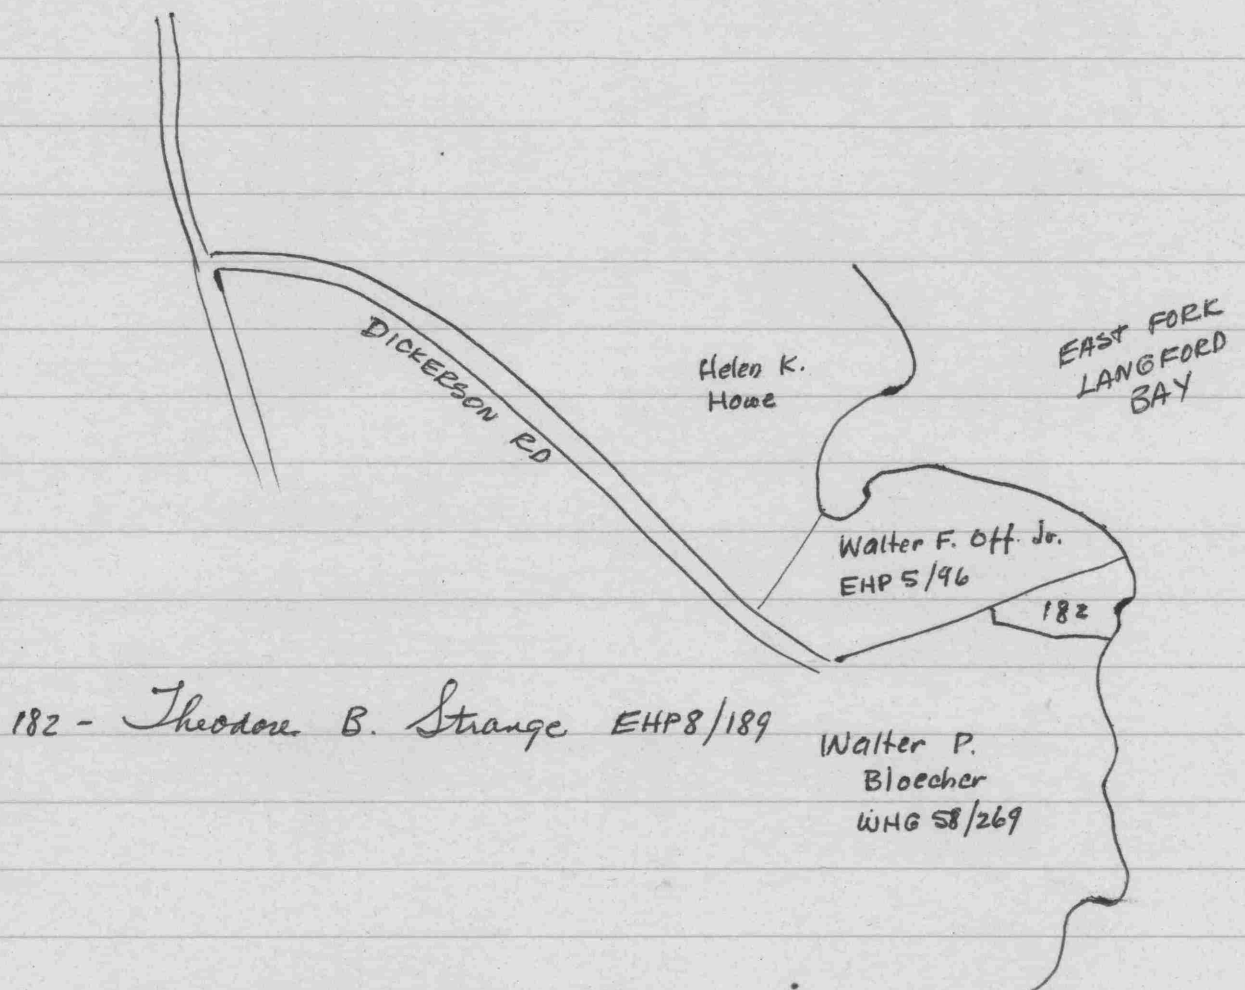 DICKERSON RD
Helen K.
Howe
EAST FORK
LANGFORD
BAY
Walter F. Off Jr.
EHP 5/96
182
182 - Theodore B. Strange EHP8/189
Walter P.
Bloecher
WHG 58/269